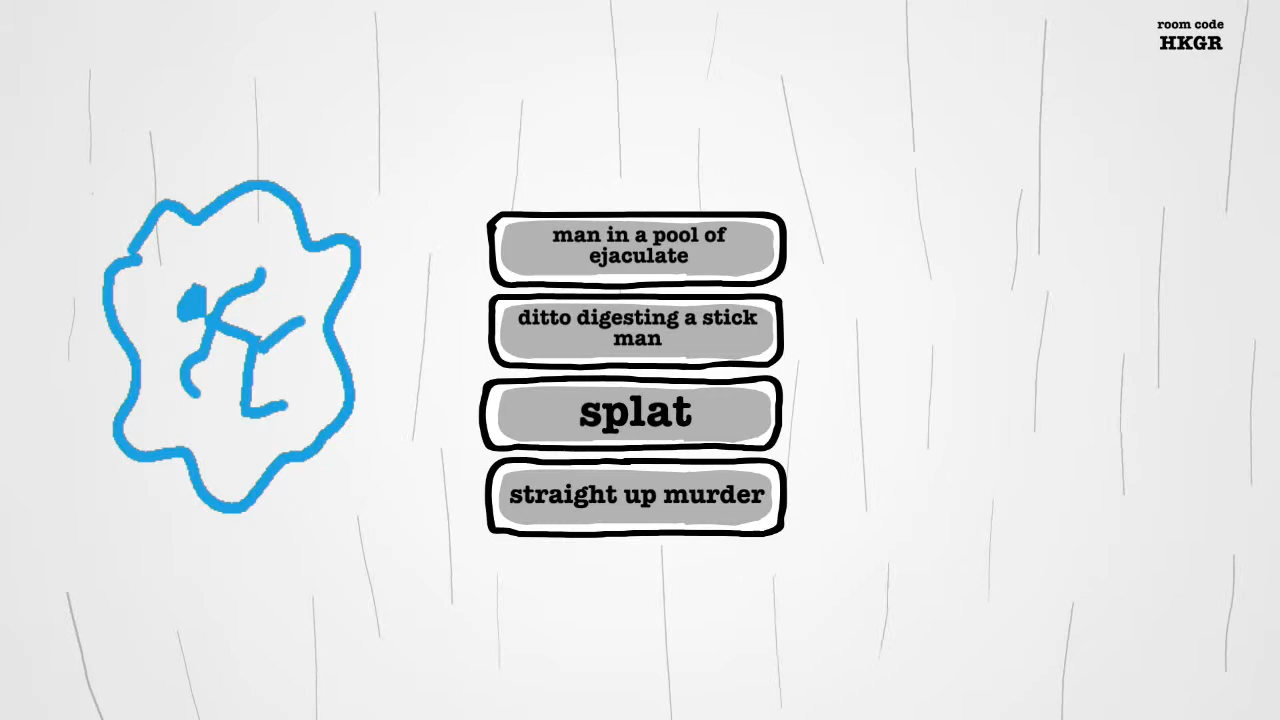 room code
HKGR
man in a pool of
ejaculate
ditto digesting a stick
man
splat
straight up murder